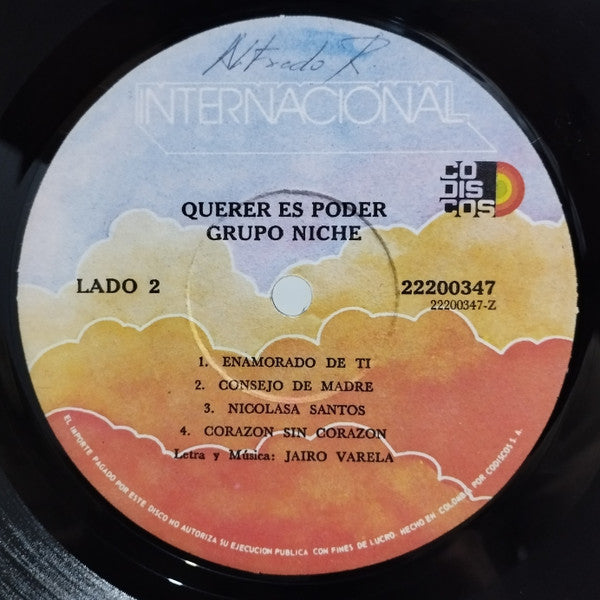 Alfredo R.
INTERNACIONAL
CO
DIS
COS
QUERER ES PODER
GRUPO NICHE
LADO 2
22200347
22200347-Z
1. ENAMORADO DE TI
2. CONSEJO DE MADRE
3. NICOLASA SANTOS
4. CORAZON SIN CORAZON
Letra y Música: JAIRO VARELA
EL IMPORTE PAGADO POR ESTE DISCO NO AUTORIZA SU EJECUCION PUBLICA CON FINES DE LUCRO. HECHO EN COLOMBIA POR CODISCOS S. A.